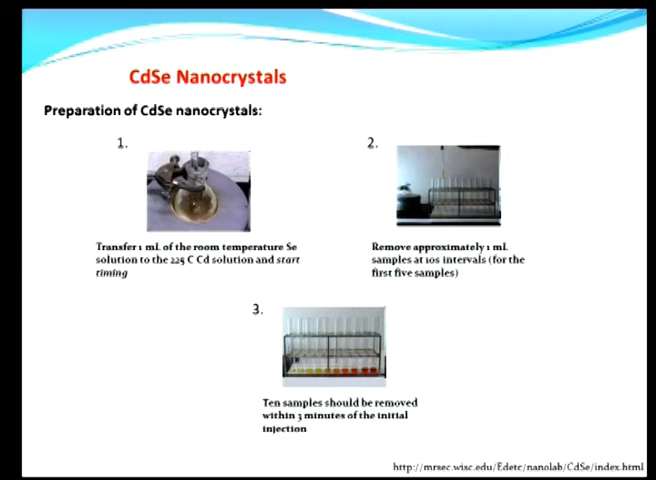 CdSe Nanocrystals
Preparation of CdSe nanocrystals:
1.
2.
Transfer 1 mL of the room temperature Se
solution to the 225 C Cd solution and start
timing
Remove approximately 1 mL
samples at 10s intervals (for the
first five samples)
3.
Ten samples should be removed
within 3 minutes of the initial
injection
http://mrsec.wisc.edu/Edetc/nanolab/CdSe/index.html